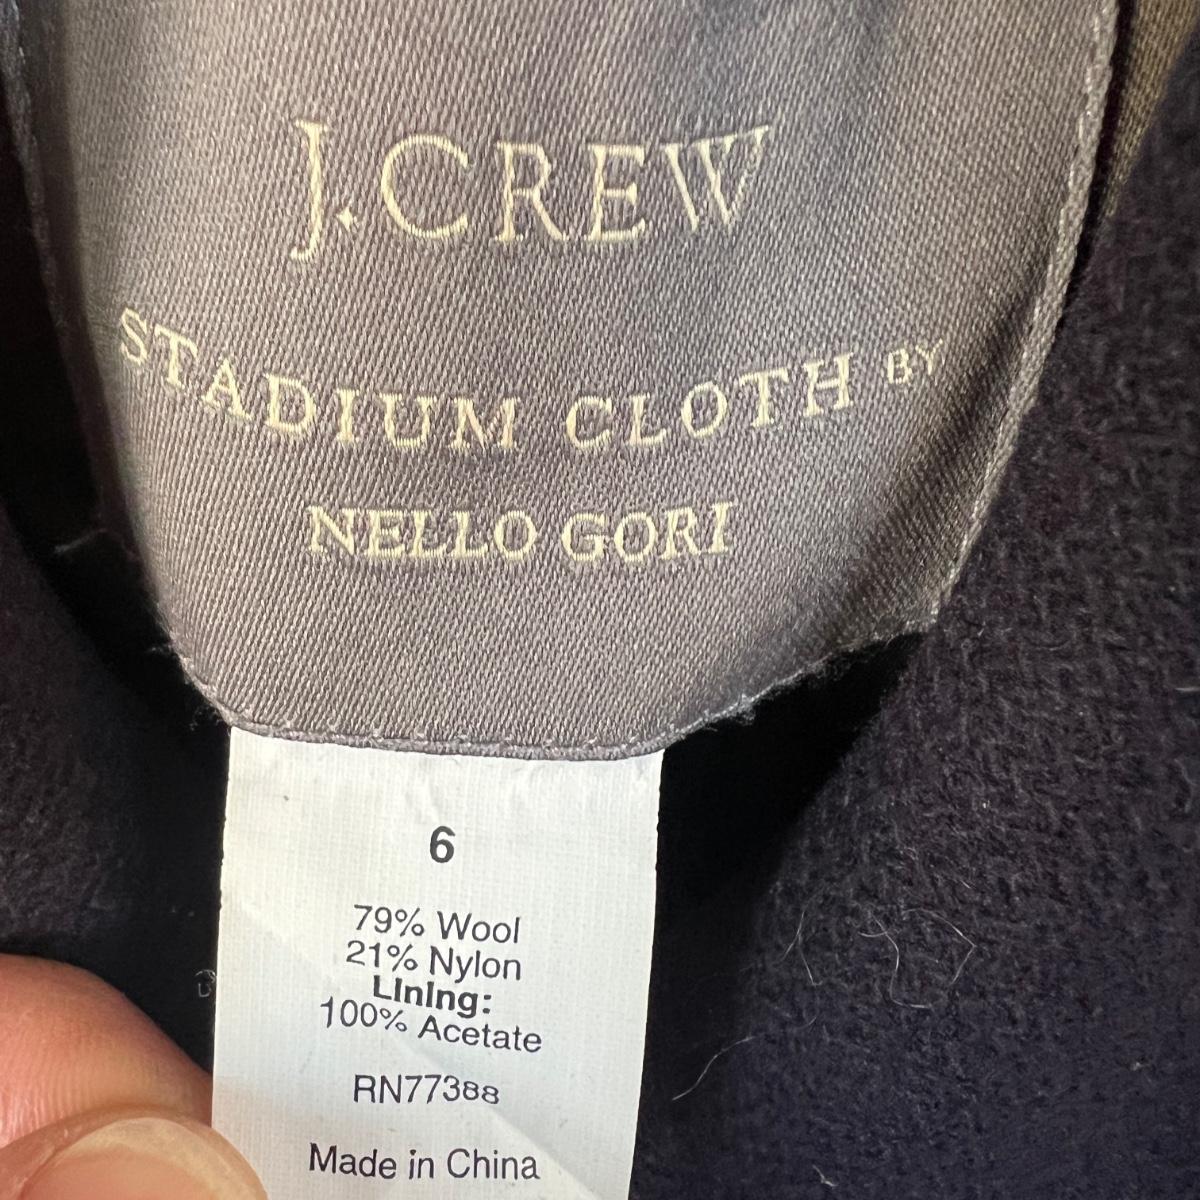 J.CREW
STADIUM CLOTH BY
NELLO GORI
6
79% Wool
21% Nylon
Lining:
100% Acetate
RN77388
Made in China